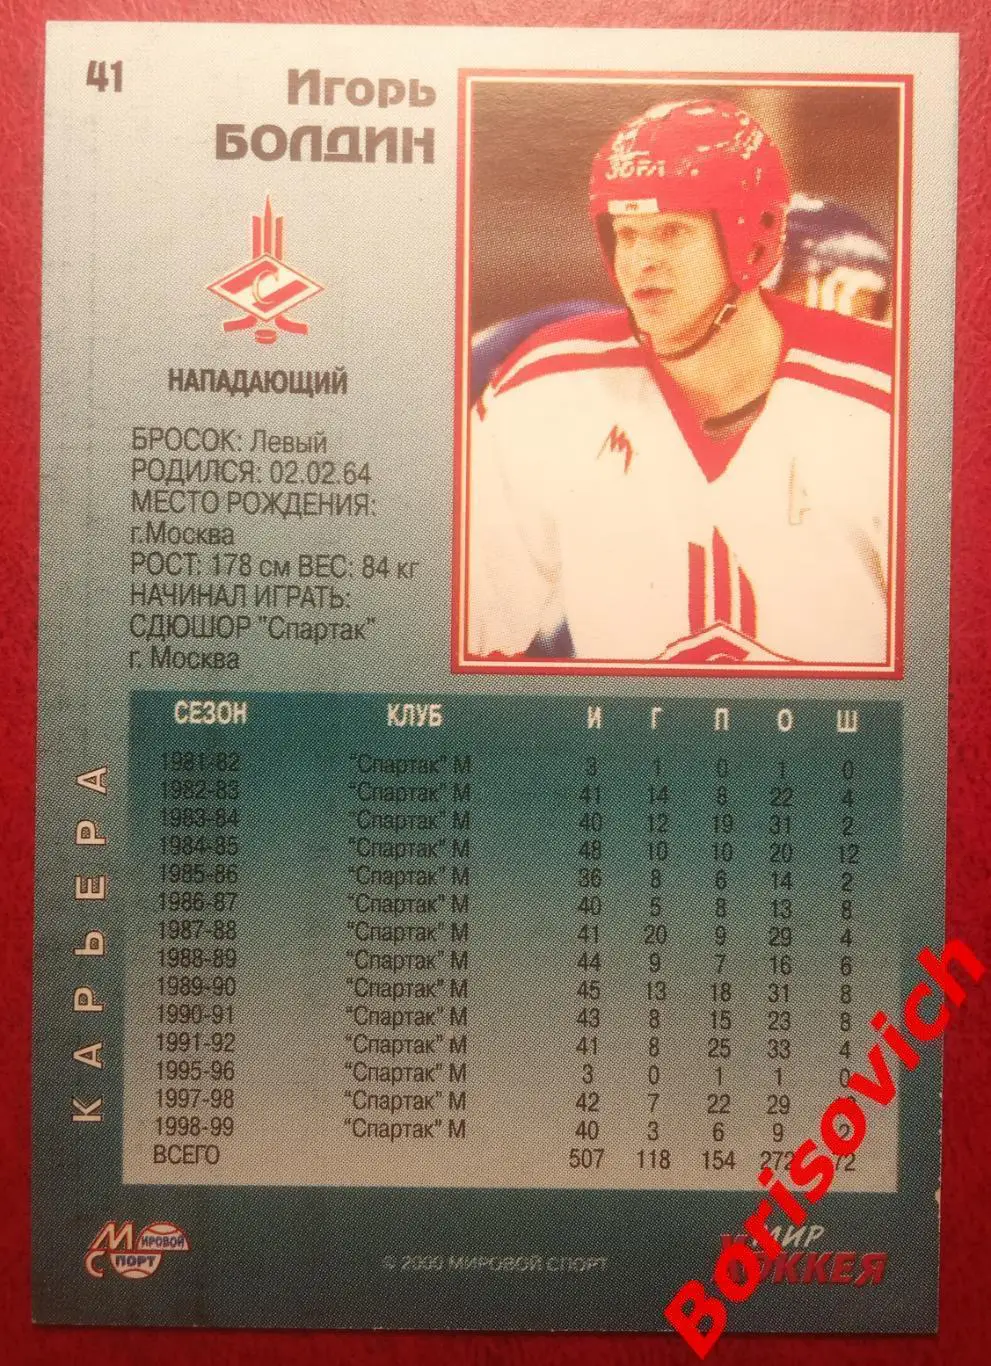 41
Игорь
БОЛДИН
НАПАДАЮЩИЙ
БРОСОК: Левый
РОДИЛСЯ: 02.02.64
МЕСТО РОЖДЕНИЯ:
г.Москва
РОСТ: 178 см ВЕС: 84 кг
НАЧИНАЛ ИГРАТЬ:
СДЮШОР "Спартак"
г. Москва
КАРЬЕРА
СЕЗОН КЛУБ И Г П О Ш
1981-82 "Спартак" М 3 1 0 1 0
1982-83 "Спартак" М 41 14 8 22 4
1983-84 "Спартак" М 40 12 19 31 2
1984-85 "Спартак" М 48 10 10 20 12
1985-86 "Спартак" М 36 8 6 14 2
1986-87 "Спартак" М 40 5 8 13 8
1987-88 "Спартак" М 41 20 9 29 4
1988-89 "Спартак" М 44 9 7 16 6
1989-90 "Спартак" М 45 13 18 31 8
1990-91 "Спартак" М 43 8 15 23 8
1991-92 "Спартак" М 41 8 25 33 4
1995-96 "Спартак" М 3 0 1 1 0
1997-98 "Спартак" М 42 7 22 29
1998-99 "Спартак" М 40 3 6 9 2
ВСЕГО 507 118 154 272 72
МИРОВОЙ
СПОРТ
© 2000 МИРОВОЙ СПОРТ
МИР
ХОККЕЯ
Borisovich